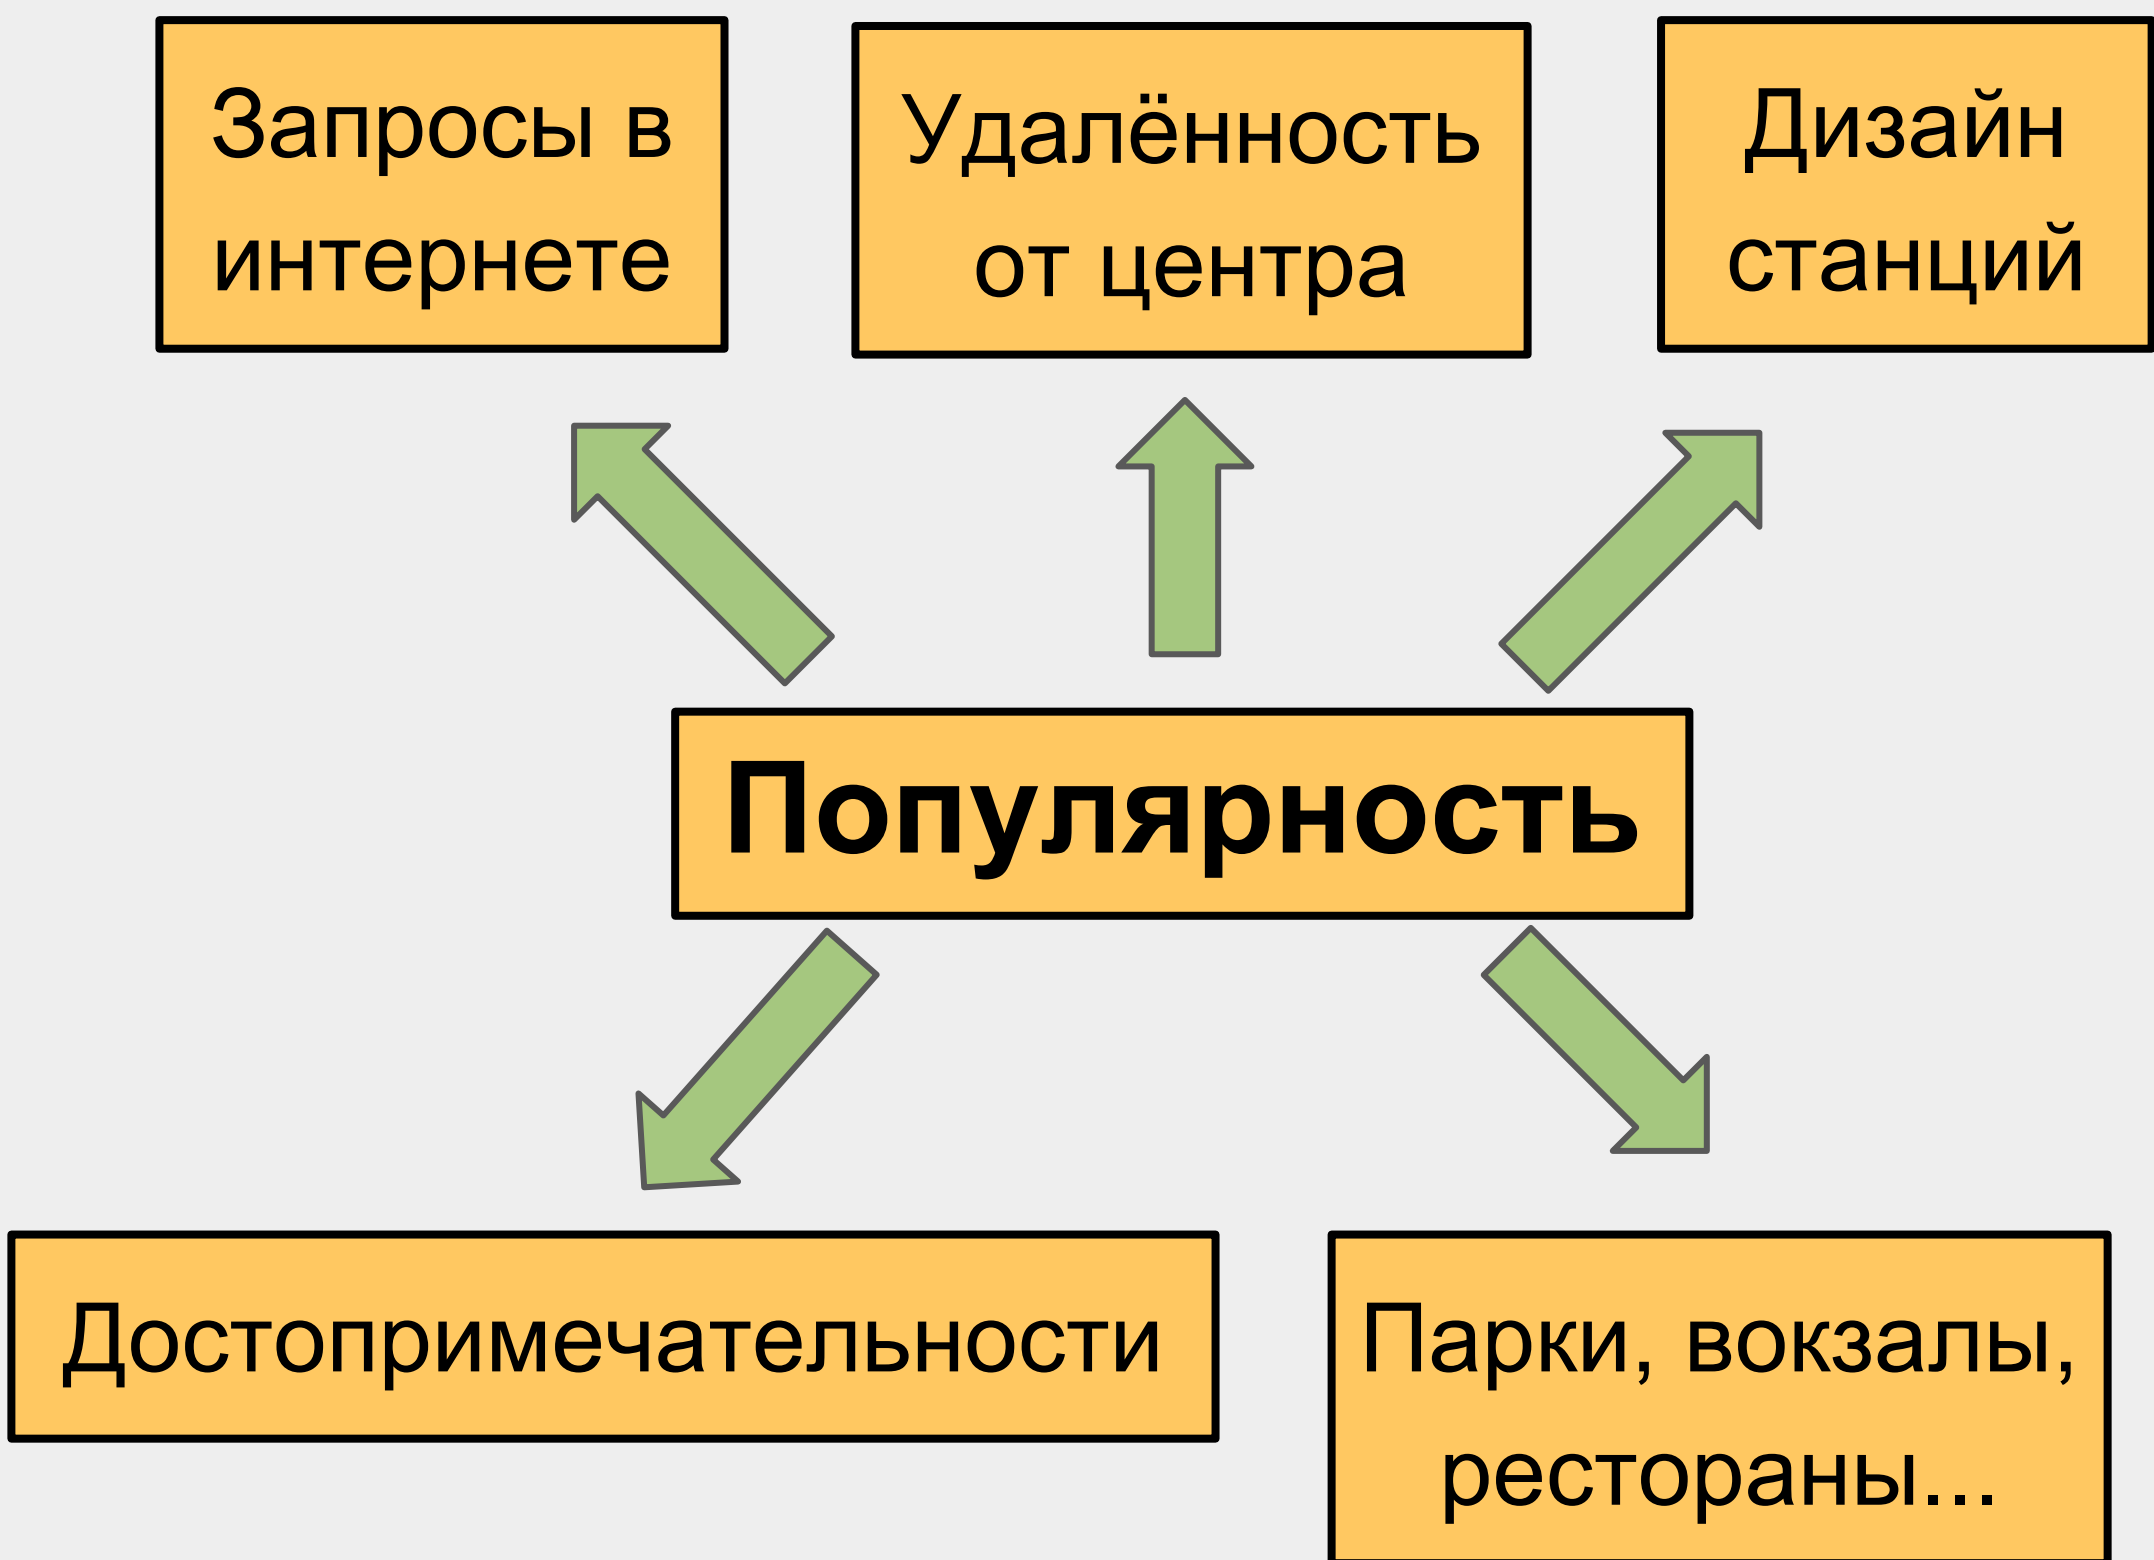 Запросы в
интернете
Удалённость
от центра
Дизайн
станций
Популярность
Достопримечательности
Парки, вокзалы,
рестораны...